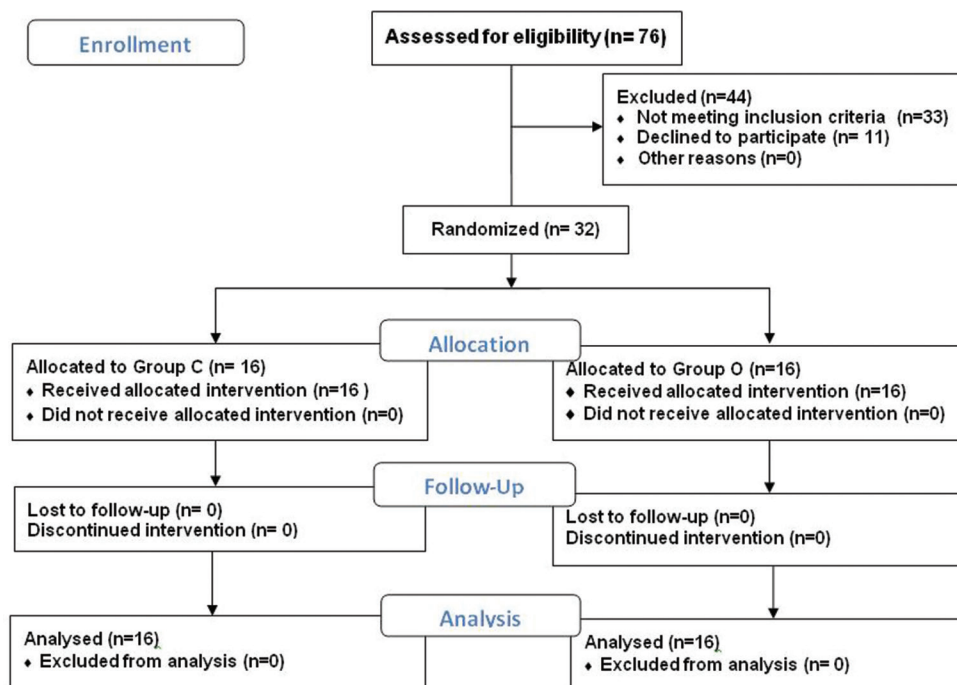 Enrollment
Assessed for eligibility (n= 76)
Excluded (n=44)
♦ Not meeting inclusion criteria (n=33)
♦ Declined to participate (n= 11)
♦ Other reasons (n=0)
Randomized (n= 32)
Allocation
Allocated to Group C (n= 16)
♦ Received allocated intervention (n=16 )
♦ Did not receive allocated intervention (n=0)
Allocated to Group O (n=16)
♦ Received allocated intervention (n=16)
♦ Did not receive allocated intervention (n=0)
Follow-Up
Lost to follow-up (n= 0)
Discontinued intervention (n= 0)
Lost to follow-up (n=0)
Discontinued intervention (n=0)
Analysis
Analysed (n=16)
♦ Excluded from analysis (n=0)
Analysed (n=16)
♦ Excluded from analysis (n= 0)